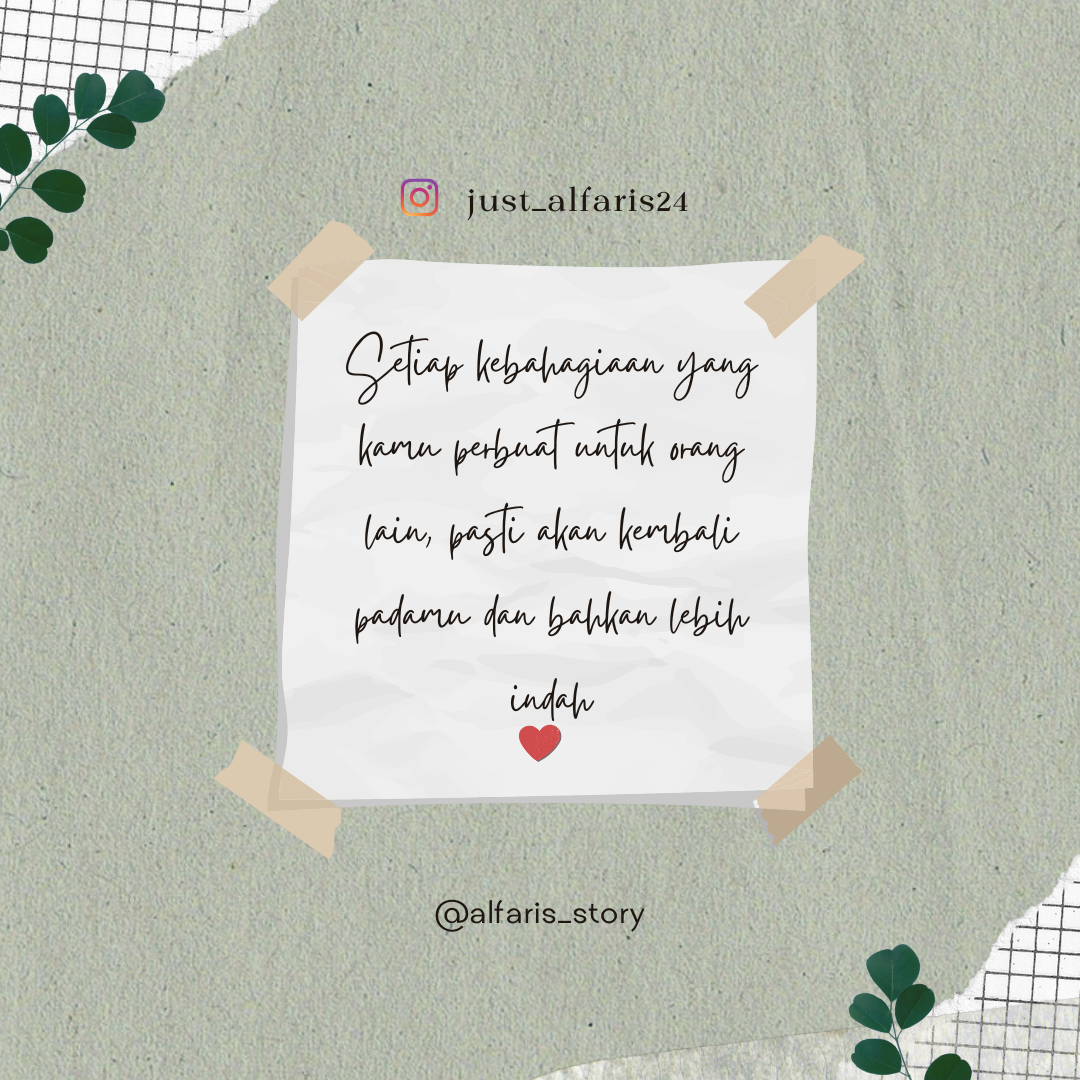 just_alfaris24
Setiap kebahagiaan yang
kamu perbuat untuk orang
lain, pasti akan kembali
padamu dan bahkan lebih
indah
@alfaris_story